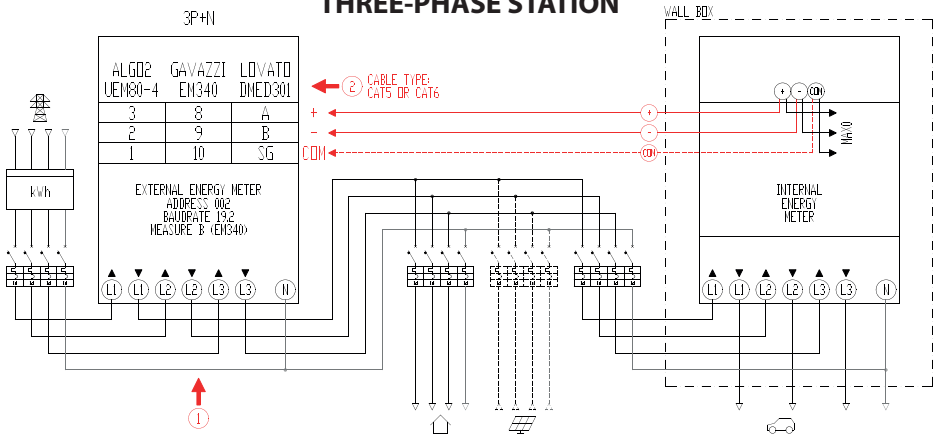 THREE-PHASE STATION
3P+N
WALL BOX
ALGO2 GAVAZZI LOVATO
UEM80-4 EM340 DMED301
3 8 A +
2 9 B -
1 10 SG COM
2 CABLE TYPE:
CAT5 OR CAT6
+ - COM
+
-
COM
MAX0
kWh
EXTERNAL ENERGY METER
ADDRESS 002
BAUDRATE 19.2
MEASURE B (EM340)
INTERNAL
ENERGY
METER
L1 L1 L2 L2 L3 L3 N
L1 L1 L2 L2 L3 L3 N
1